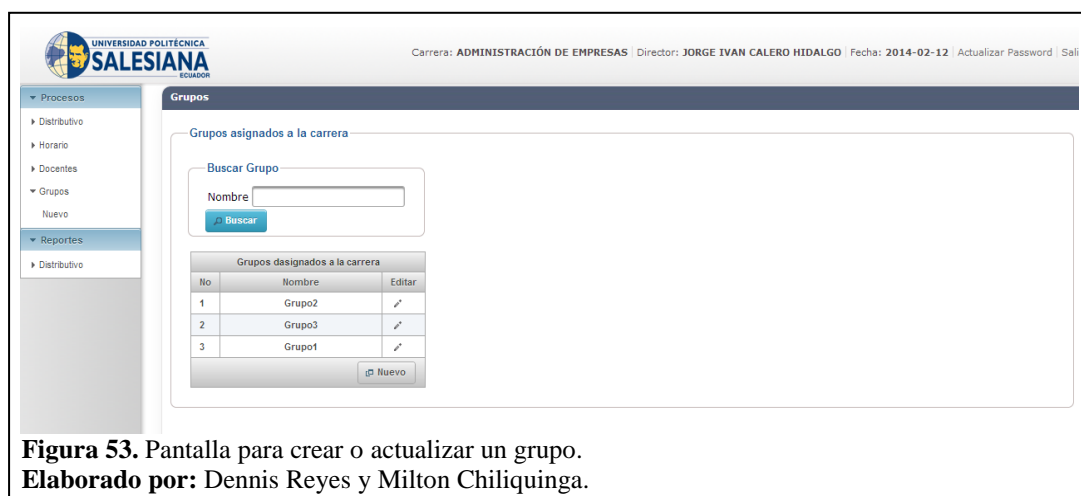 UNIVERSIDAD POLITÉCNICA
SALESIANA
ECUADOR
Carrera: ADMINISTRACIÓN DE EMPRESAS Director: JORGE IVAN CALERO HIDALGO Fecha: 2014-02-12 Actualizar Password Sali
Procesos
Distributivo
Horario
Docentes
Grupos
Nuevo
Reportes
Distributivo
Grupos
Grupos asignados a la carrera
Buscar Grupo
Nombre
Buscar
Grupos dasignados a la carrera
No Nombre Editar
1 Grupo2
2 Grupo3
3 Grupo1
Nuevo
Figura 53. Pantalla para crear o actualizar un grupo.
Elaborado por: Dennis Reyes y Milton Chiliquinga.